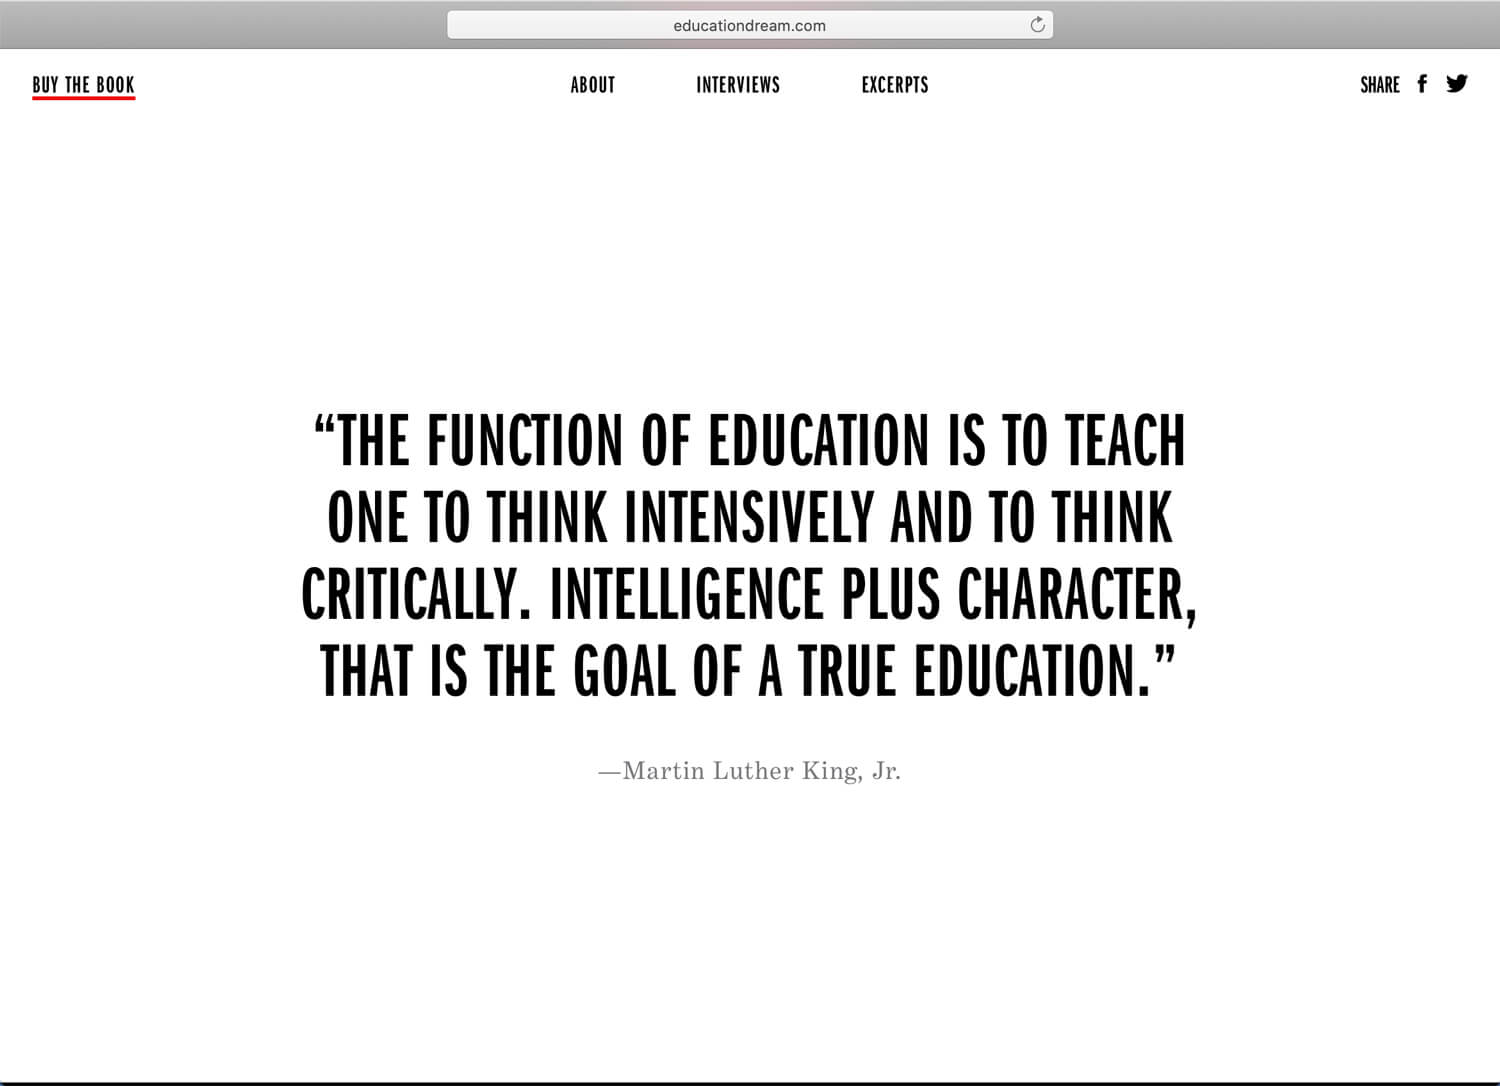 educationdream.com
BUY THE BOOK
ABOUT
INTERVIEWS
EXCERPTS
SHARE
“THE FUNCTION OF EDUCATION IS TO TEACH
ONE TO THINK INTENSIVELY AND TO THINK
CRITICALLY. INTELLIGENCE PLUS CHARACTER,
THAT IS THE GOAL OF A TRUE EDUCATION.”
—Martin Luther King, Jr.